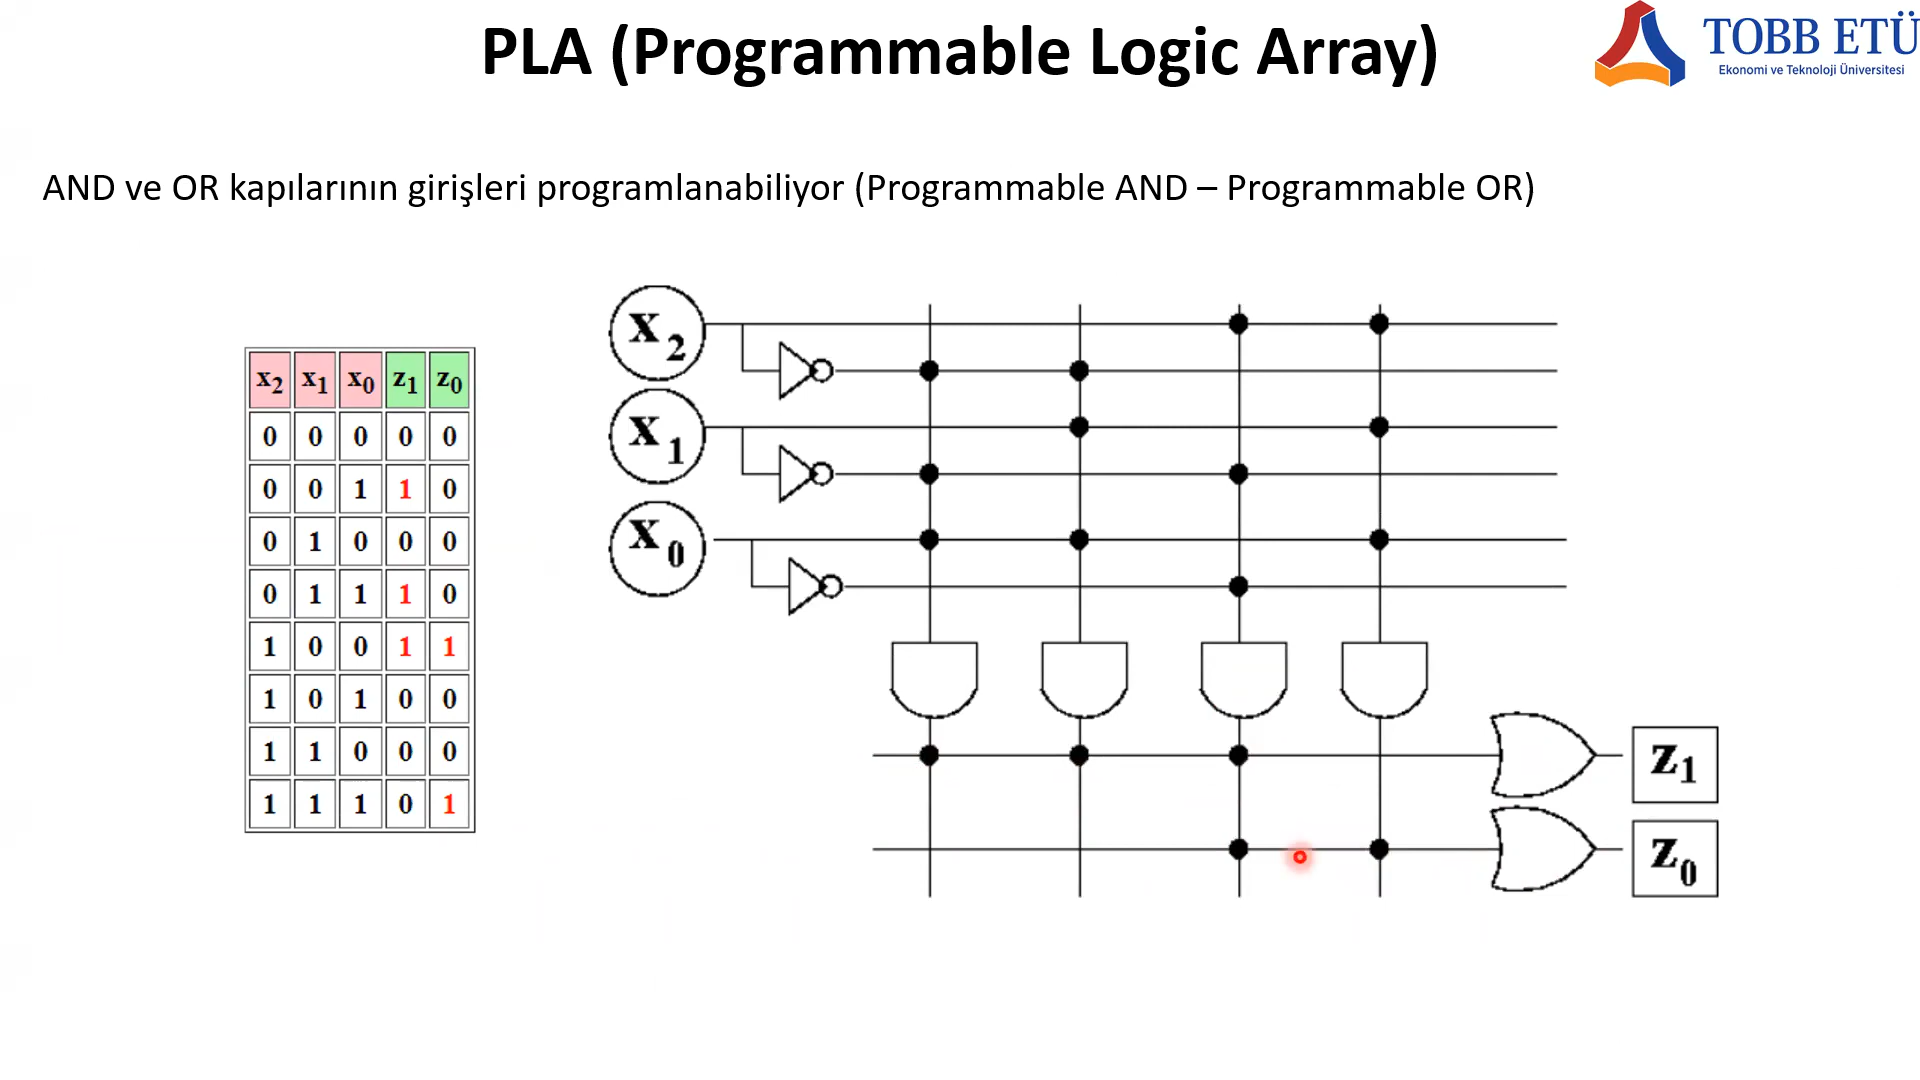 PLA (Programmable Logic Array)
TOBB ETÜ
Ekonomi ve Teknoloji Üniversitesi
AND ve OR kapılarının girişleri programlanabiliyor (Programmable AND – Programmable OR)
x2 x1 x0 z1 z0
0 0 0 0 0
0 0 1 1 0
0 1 0 0 0
0 1 1 1 0
1 0 0 1 1
1 0 1 0 0
1 1 0 0 0
1 1 1 0 1
x2
x1
x0
z1
z0